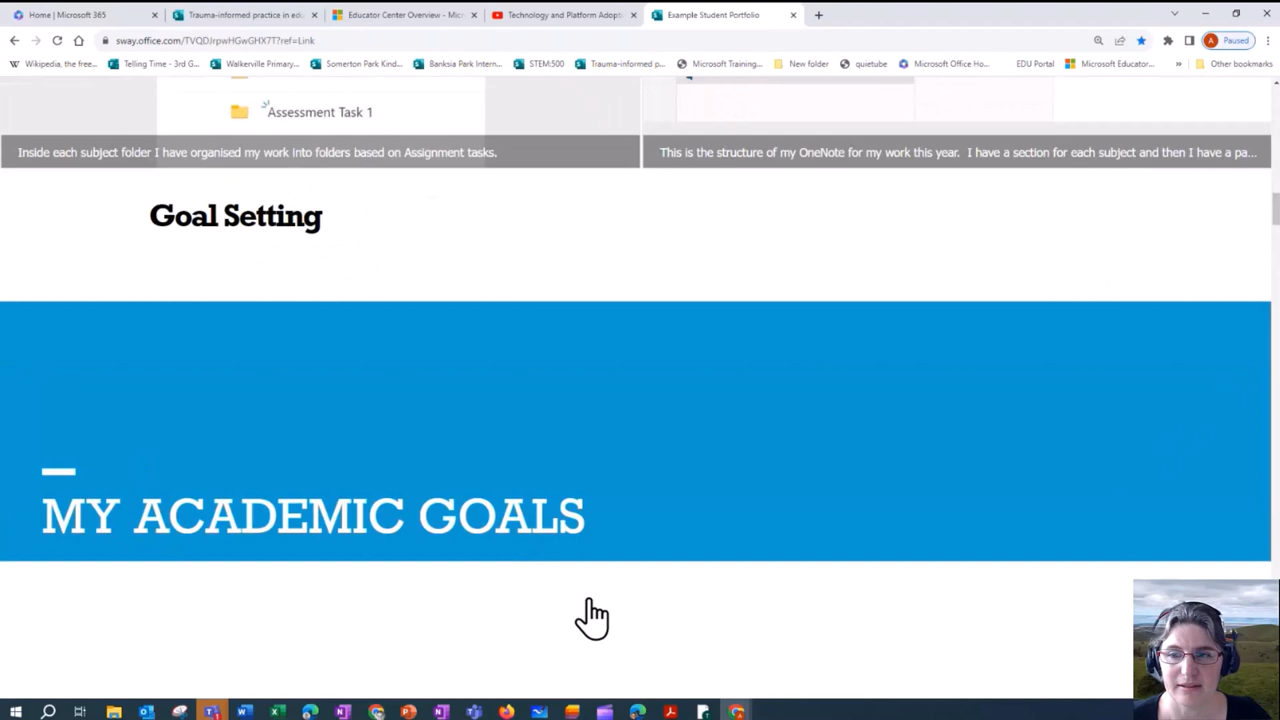 Home | Microsoft 365
Trauma-informed practice in edu
Educator Center Overview - Micr
Technology and Platform Adopt
Example Student Portfolio
sway.office.com/TVQDJrpwHGwGHX7T?ref=Link
Paused
Wikipedia, the free...
Telling Time - 3rd G...
Walkerville Primary...
Somerton Park Kind...
Banksia Park Intern...
STEM:500
Trauma-informed p...
Microsoft Training...
New folder
quietube
Microsoft Office Ho...
EDU Portal
Microsoft Educator...
Other bookmarks
Assessment Task 1
Inside each subject folder I have organised my work into folders based on Assignment tasks.
This is the structure of my OneNote for my work this year. I have a section for each subject and then I have a pa...
Goal Setting
MY ACADEMIC GOALS